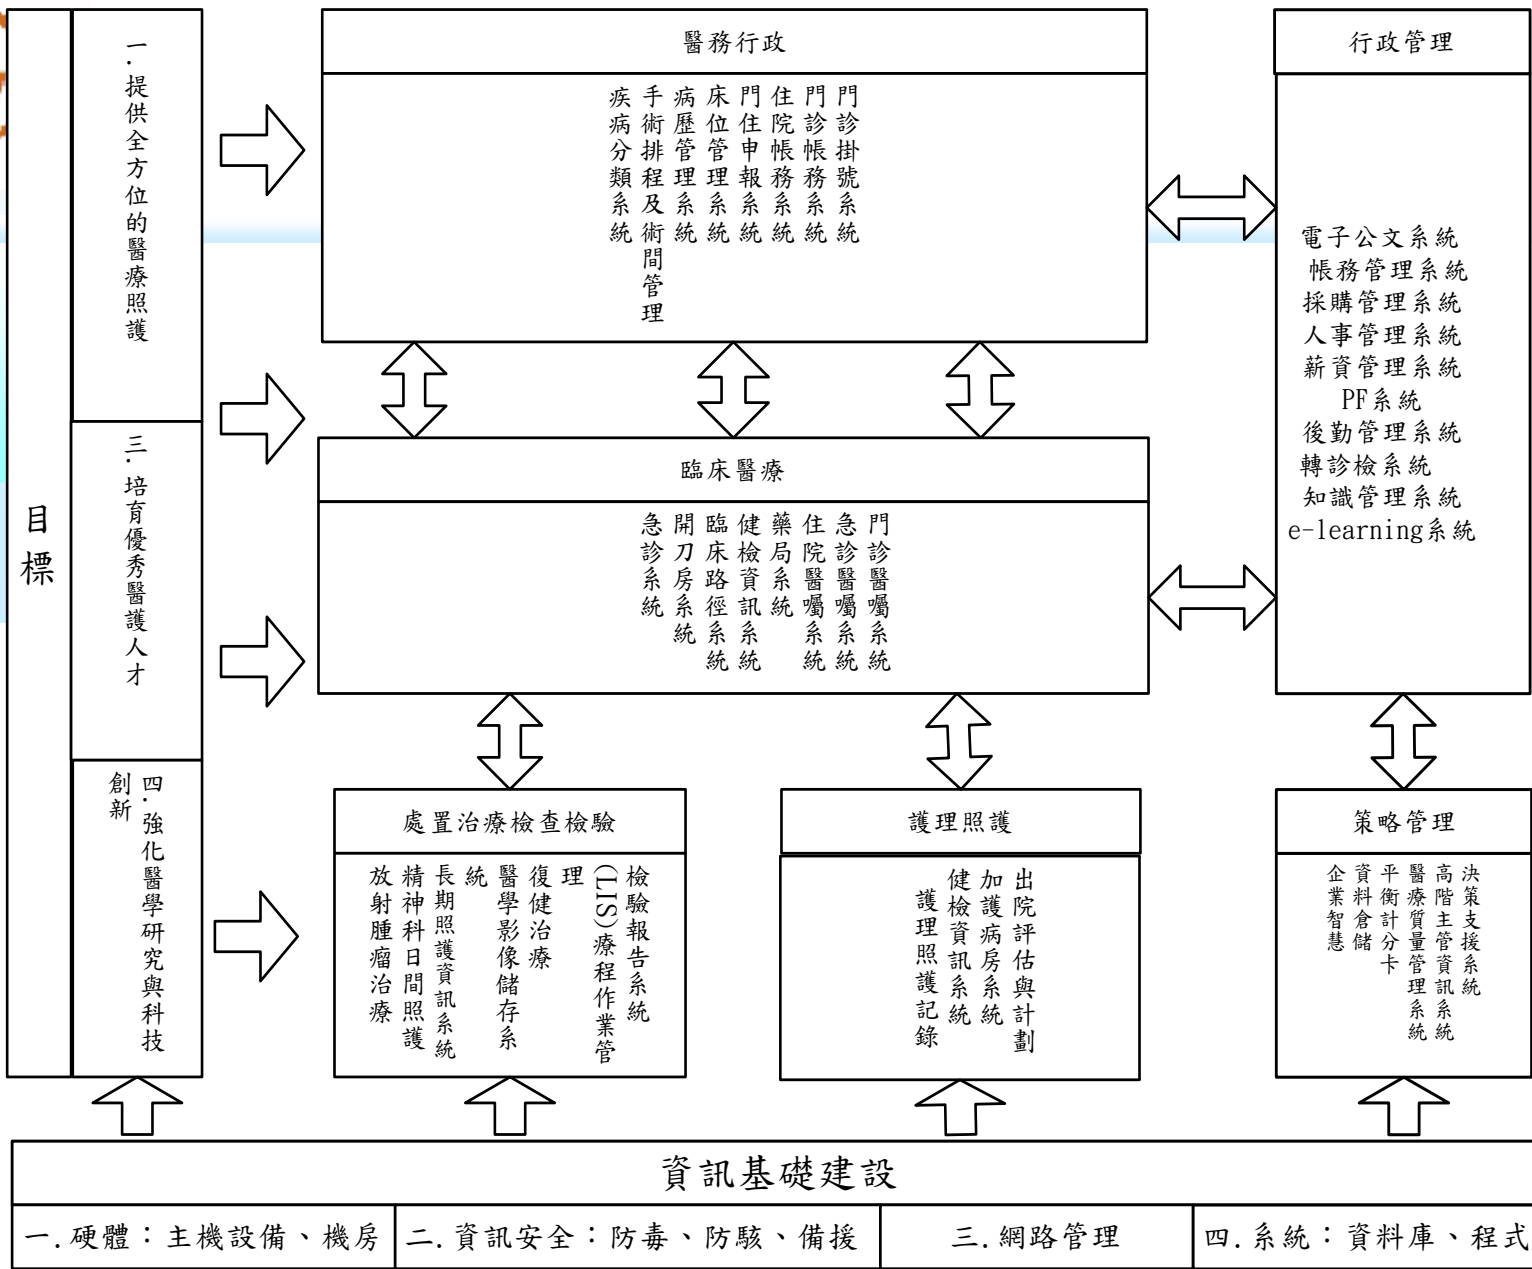 目標
一.提供全方位的醫療照護
三.培育優秀醫護人才
四.強化醫學研究與科技
創新
醫務行政
門診掛號系統
門診帳務系統
住院帳務系統
門住申報系統
床位管理系統
病歷管理系統
手術排程及術間管理
疾病分類系統
行政管理
電子公文系統
帳務管理系統
採購管理系統
人事管理系統
薪資管理系統
PF系統
後勤管理系統
轉診檢系統
知識管理系統
e-learning系統
臨床醫療
門診醫囑系統
急診醫囑系統
住院醫囑系統
藥局系統
健檢資訊系統
臨床路徑系統
開刀房系統
急診系統
處置治療檢查檢驗
檢驗報告系統
(LIS)療程作業管
理
復健治療
醫學影像儲存系
統
長期照護資訊系統
精神科日間照護
放射腫瘤治療
護理照護
出院評估與計劃
加護病房系統
健檢資訊系統
護理照護記錄
策略管理
決策支援系統
高階主管資訊系統
醫療質量管理系統
平衡計分卡
資料倉儲
企業智慧
資訊基礎建設
一.硬體：主機設備、機房
二.資訊安全：防毒、防駭、備援
三.網路管理
四.系統：資料庫、程式